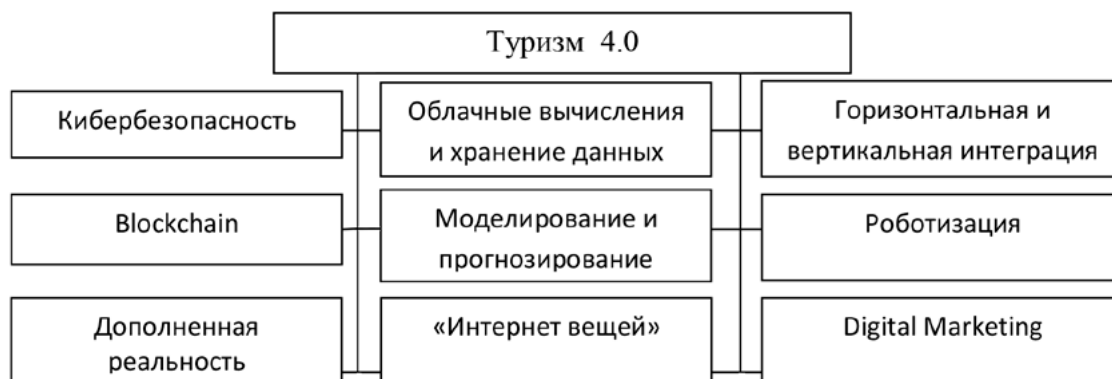 Туризм 4.0
Кибербезопасность
Облачные вычисления
и хранение данных
Горизонтальная и
вертикальная интеграция
Blockchain
Моделирование и
прогнозирование
Роботизация
Дополненная
реальность
«Интернет вещей»
Digital Marketing